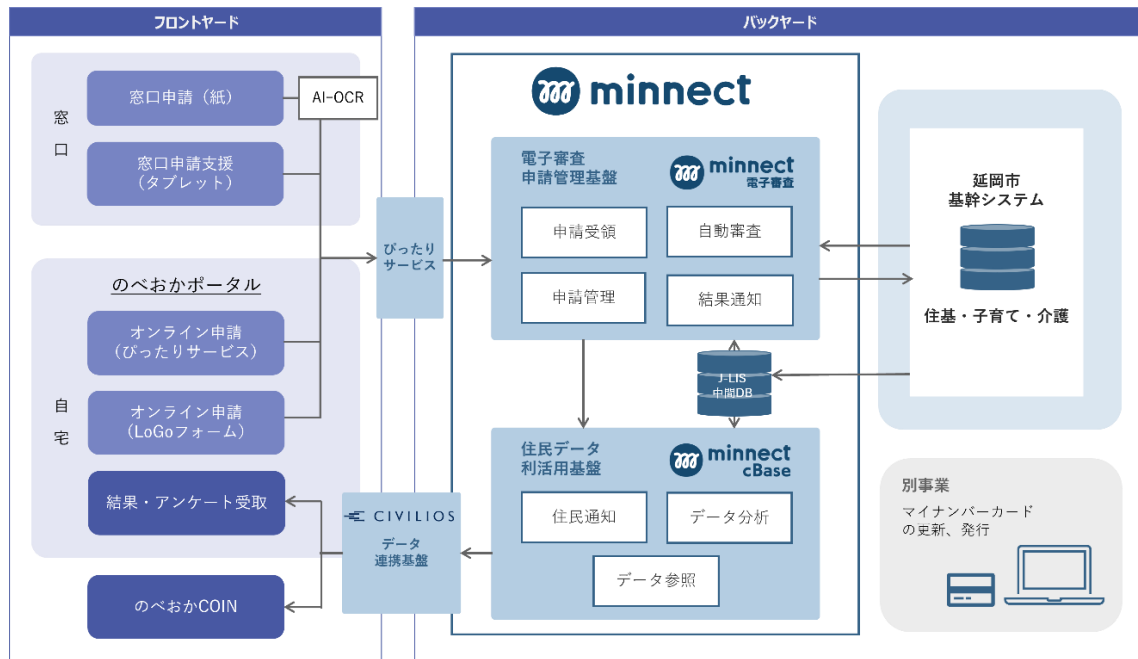 フロントヤード
バックヤード
窓口
窓口申請（紙）
AI-OCR
窓口申請支援
（タブレット）
のべおかポータル
自宅
オンライン申請
（ぴったりサービス）
オンライン申請
（LoGoフォーム）
結果・アンケート受取
のべおかCOIN
ぴったり
サービス
CIVILIOS
データ
連携基盤
minnect
電子審査
申請管理基盤
minnect
電子審査
申請受領
自動審査
申請管理
結果通知
J-LIS
中間DB
住民データ
利活用基盤
minnect
cBase
住民通知
データ分析
データ参照
延岡市
基幹システム
住基・子育て・介護
別事業
マイナンバーカード
の更新、発行